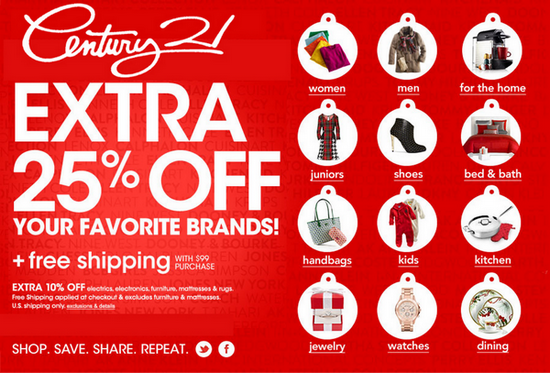 Century 21
EXTRA
25% OFF
YOUR FAVORITE BRANDS!
+ free shipping WITH $99 PURCHASE
EXTRA 10% OFF electrics, electronics, furniture, mattresses & rugs.
Free Shipping applied at checkout & excludes furniture & mattresses.
U.S. shipping only. exclusions & details
SHOP. SAVE. SHARE. REPEAT.
women
men
for the home
juniors
shoes
bed & bath
handbags
kids
kitchen
jewelry
watches
dining